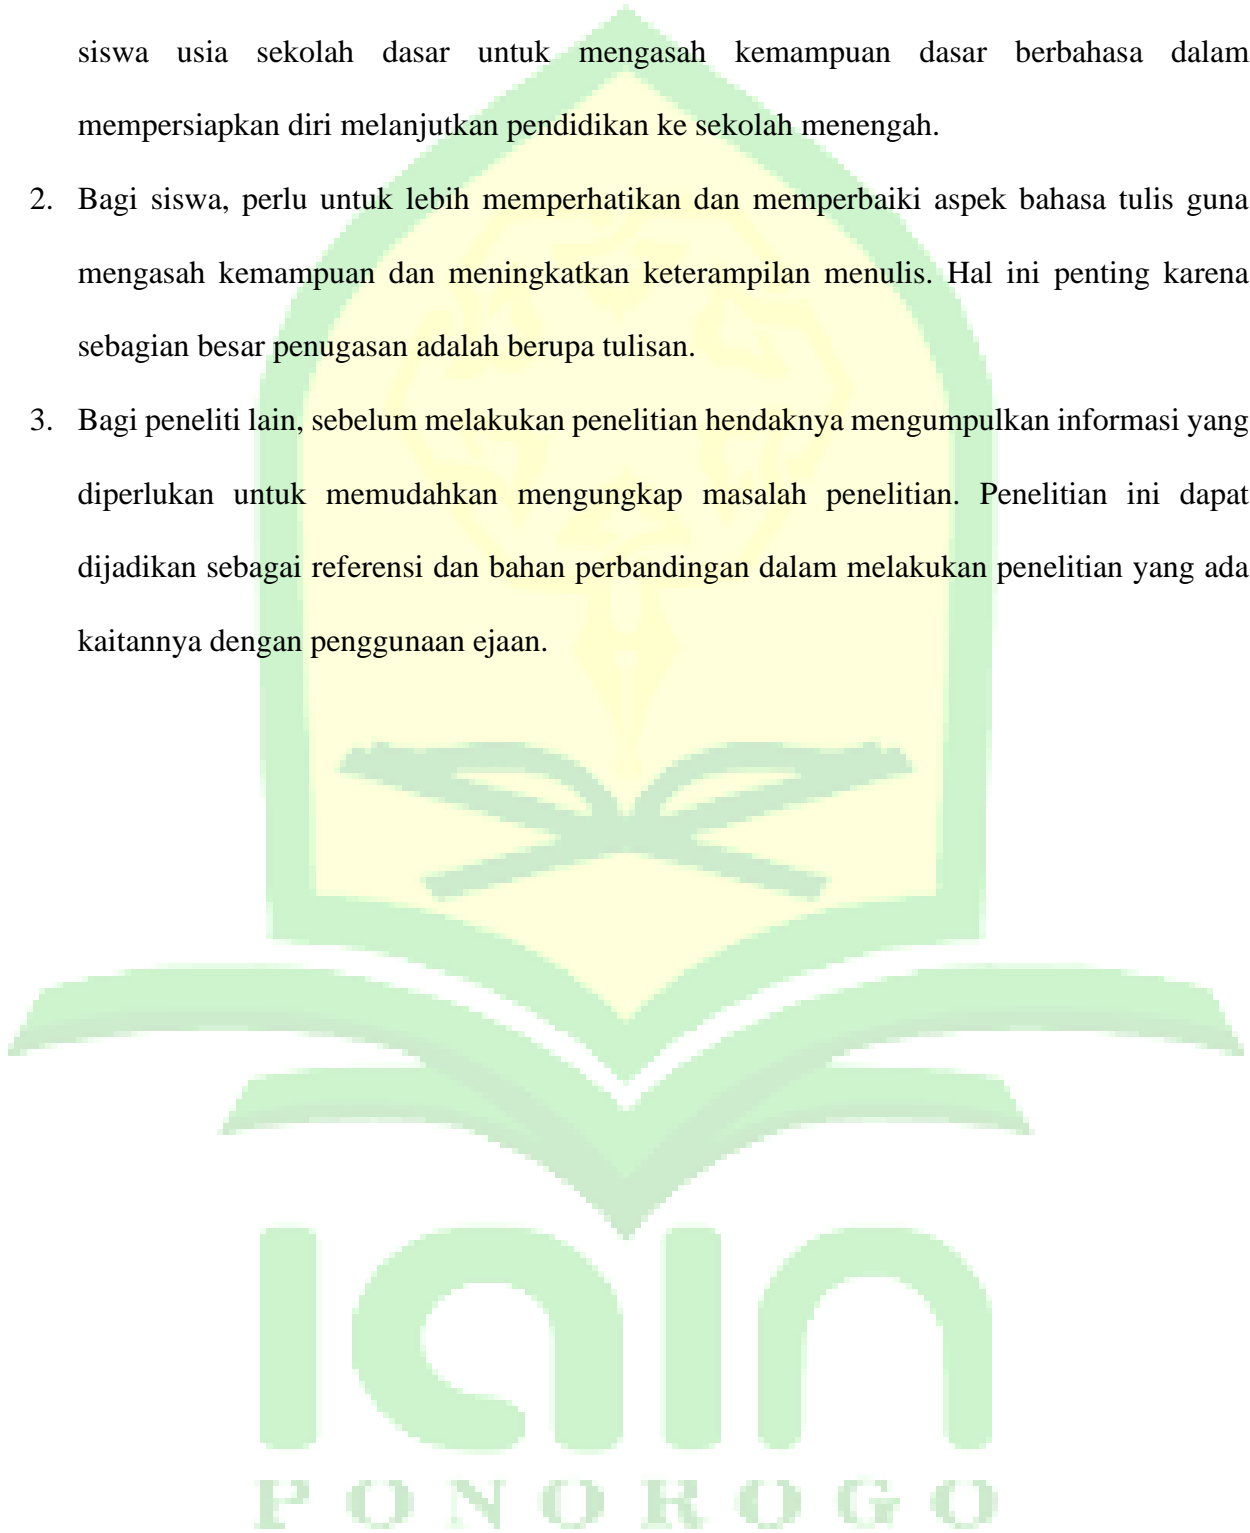 siswa usia sekolah dasar untuk mengasah kemampuan dasar berbahasa dalam
mempersiapkan diri melanjutkan pendidikan ke sekolah menengah.
2. Bagi siswa, perlu untuk lebih memperhatikan dan memperbaiki aspek bahasa tulis guna
mengasah kemampuan dan meningkatkan keterampilan menulis. Hal ini penting karena
sebagian besar penugasan adalah berupa tulisan.
3. Bagi peneliti lain, sebelum melakukan penelitian hendaknya mengumpulkan informasi yang
diperlukan untuk memudahkan mengungkap masalah penelitian. Penelitian ini dapat
dijadikan sebagai referensi dan bahan perbandingan dalam melakukan penelitian yang ada
kaitannya dengan penggunaan ejaan.
iain
PONOROGO